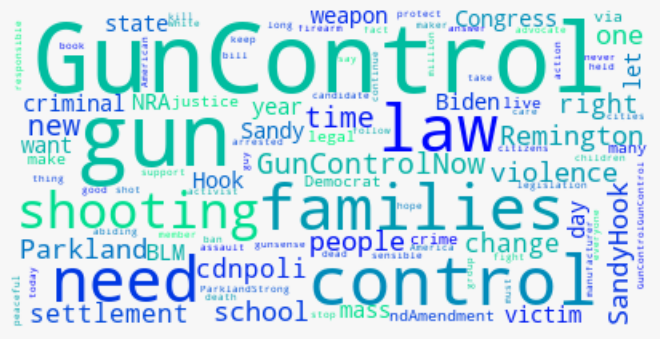 kill
white
state
weapon
protect
Congress
via
long
firearm
fact
maker
answer
advocate
one
responsible
book
American
keep
bill
GunControl
say
continue
million
take
action
never
held
let
criminal
NRA
justice
year
candidate
time
Biden
live
right
cities
new
gun
Sandy
legal
follow
law
care
Remington
citizens
many
want
make
arrested
guy
GunControlNow
violence
children
thing
support
good
shot
activist
Hook
Democrat
legislation
shooting
families
hope
day
SandyHook
GunControlGunControl
abiding
member
ban
assault
gunsense
people
dead
crime
America
sensible
change
fight
group
manufacturer
everyone
Parkland
BLM
need
cdnpoli
control
must
peaceful
today
ParklandStrong
death
settlement
school
stop
mass
ndAmendment
victim